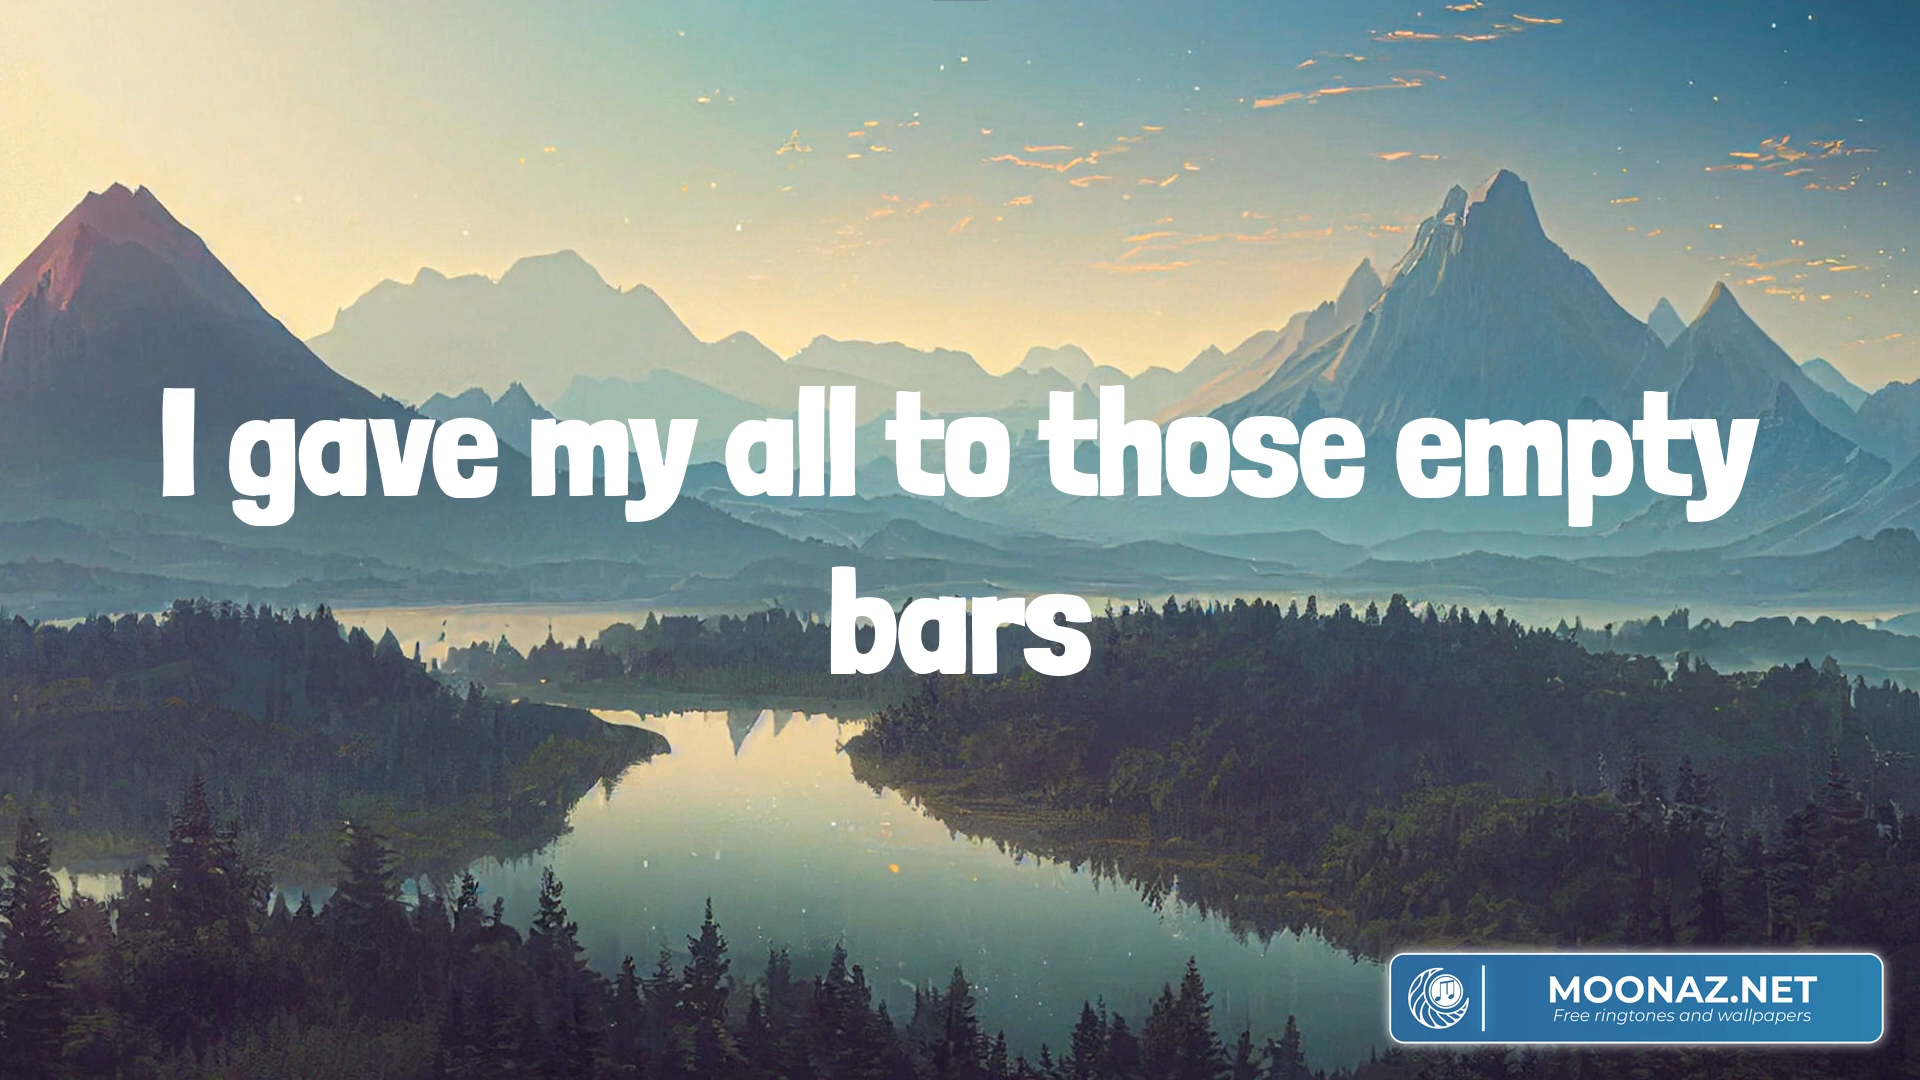 I gave my all to those empty
bars
MOONAZ.NET
Free ringtones and wallpapers